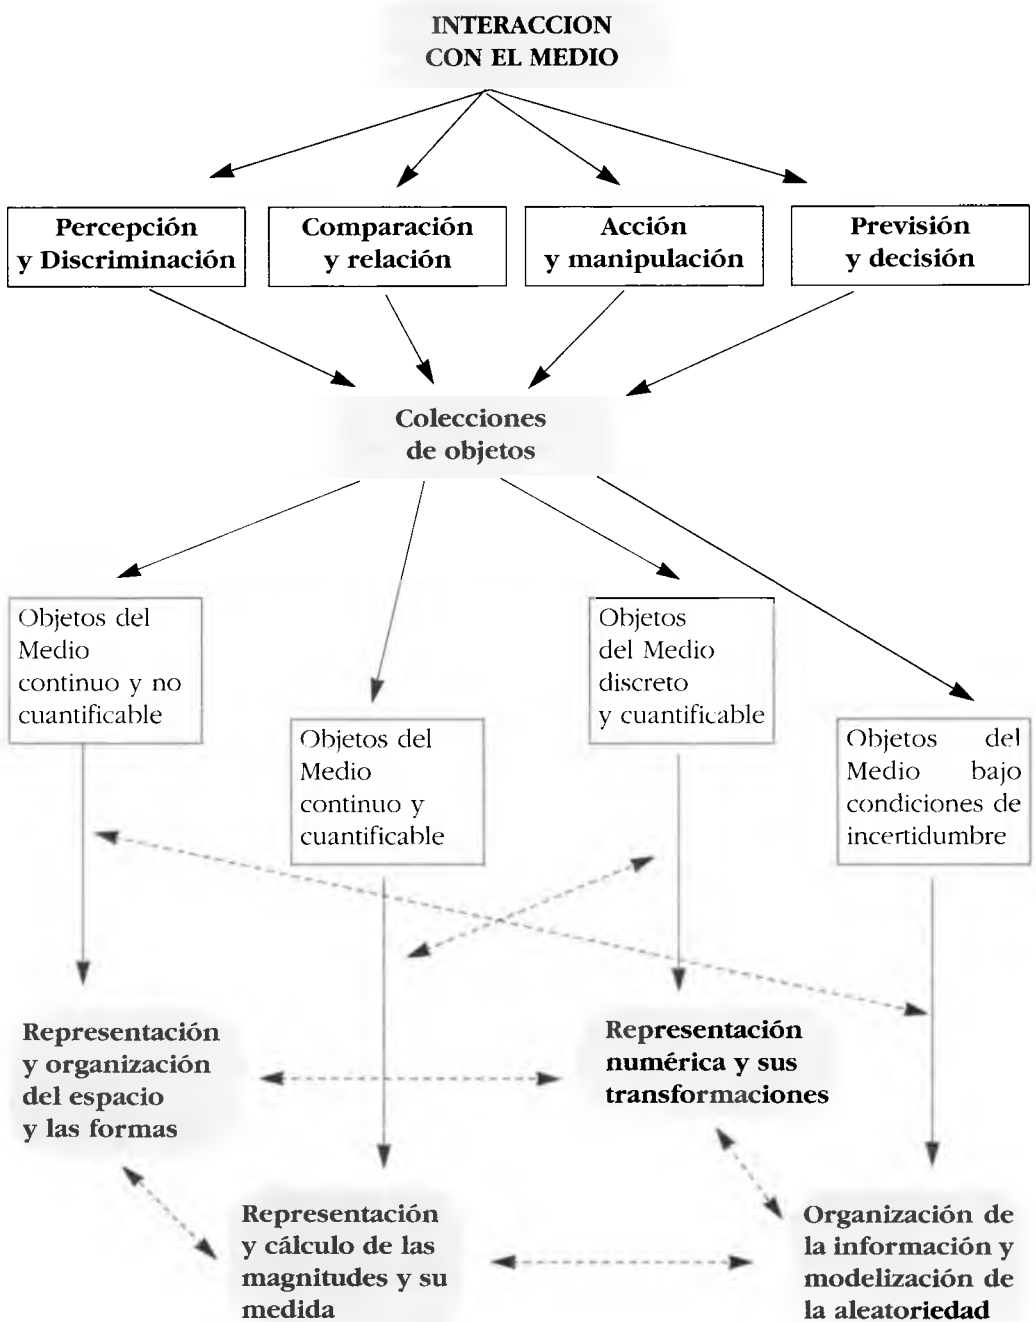 INTERACCION
CON EL MEDIO
Percepción
y Discriminación
Comparación
y relación
Acción
y manipulación
Previsión
y decisión
Colecciones
de objetos
Objetos del
Medio
continuo y no
cuantificable
Objetos del
Medio
continuo y
cuantificable
Objetos
del Medio
discreto
y cuantificable
Objetos del
Medio bajo
condiciones de
incertidumbre
Representación
y organización
del espacio
y las formas
Representación
numérica y sus
transformaciones
Representación
y cálculo de las
magnitudes y su
medida
Organización de
la información y
modelización de
la aleatoriedad